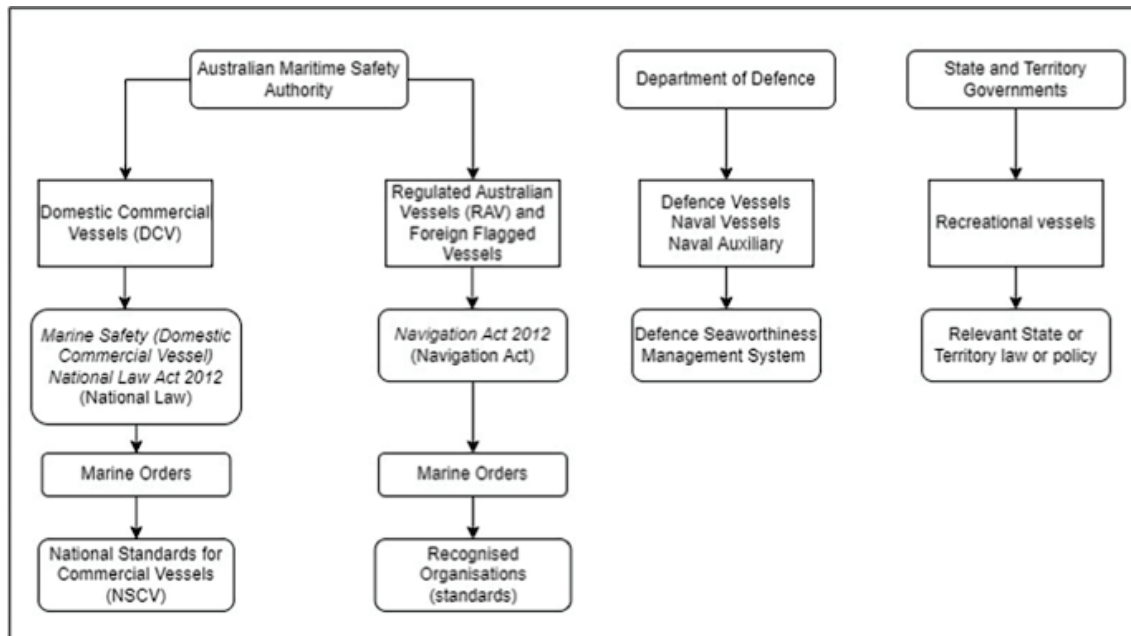 Australian Maritime Safety
Authority
Department of Defence
State and Territory
Governments
Domestic Commercial
Vessels (DCV)
Regulated Australian
Vessels (RAV) and
Foreign Flagged
Vessels
Defence Vessels
Naval Vessels
Naval Auxiliary
Recreational vessels
Marine Safety (Domestic
Commercial Vessel)
National Law Act 2012
(National Law)
Navigation Act 2012
(Navigation Act)
Defence Seaworthiness
Management System
Relevant State or
Territory law or policy
Marine Orders
Marine Orders
National Standards for
Commercial Vessels
(NSCV)
Recognised
Organisations
(standards)